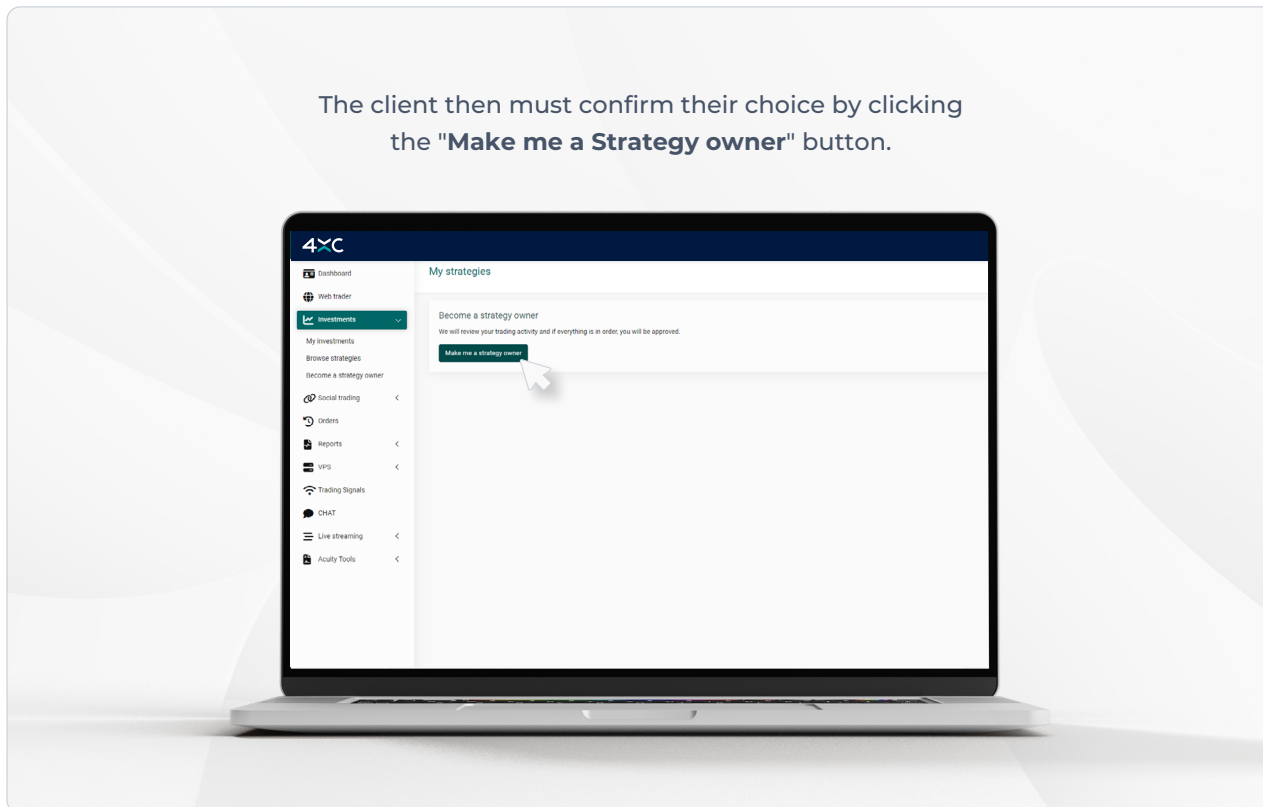 The client then must confirm their choice by clicking
the "Make me a Strategy owner" button.
4XC
Dashboard
Web trader
Investments
My investments
Browse strategies
Become a strategy owner
Social trading
Orders
Reports
VPS
Trading Signals
CHAT
Live streaming
Acuity Tools
My strategies
Become a strategy owner
We will review your trading activity and if everything is in order, you will be approved.
Make me a strategy owner